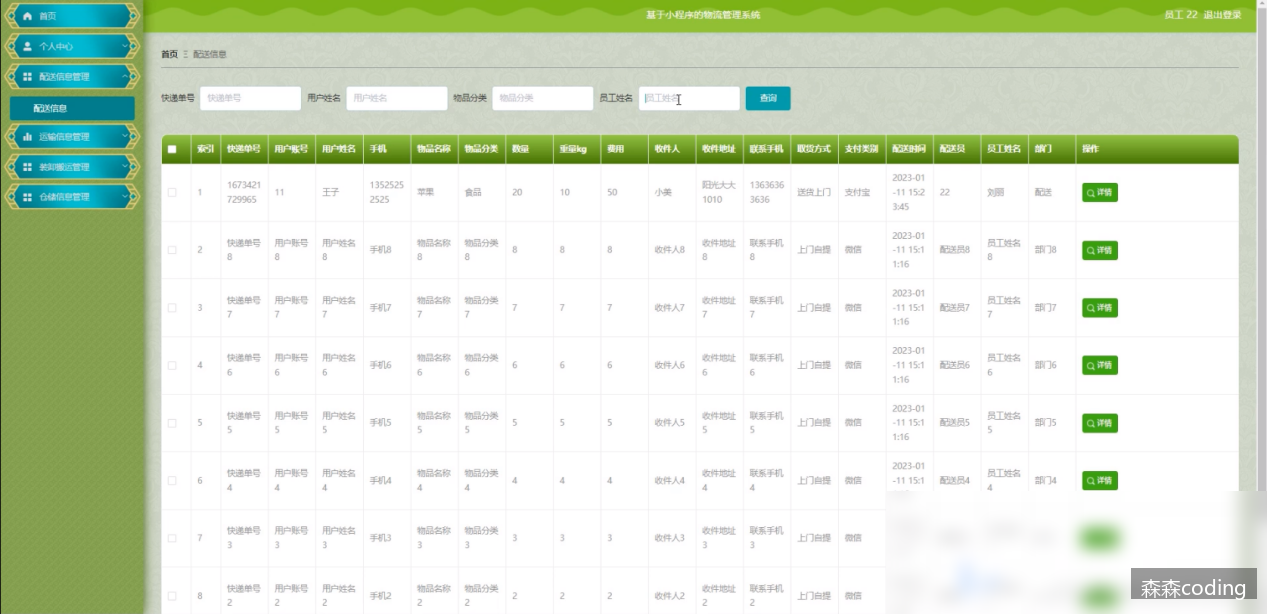 基于小程序的物流管理系统
员工 22 退出登录
首页
个人中心
配送信息管理
配送信息
运输信息管理
装卸搬运管理
仓储信息管理
首页 配送信息
快递单号 快递单号 用户姓名 用户姓名 物品分类 物品分类 员工姓名 员工姓名 查询
索引 快递单号 用户账号 用户姓名 手机 物品名称 物品分类 数量 重量kg 费用 收件人 收件地址 联系手机 取货方式 支付类别 配送时间 配送员 员工姓名 部门 操作
1 1673421729965 11 王子 13525252525 苹果 食品 20 10 50 小美 阳光大大1010 13636363636 送货上门 支付宝 2023-01-11 15:23:45 22 刘丽 配送 详情
2 快递单号8 用户账号8 用户姓名8 手机8 物品名称8 物品分类8 8 8 8 收件人8 收件地址8 联系手机8 上门自提 微信 2023-01-11 15:11:16 配送员8 员工姓名8 部门8 详情
3 快递单号7 用户账号7 用户姓名7 手机7 物品名称7 物品分类7 7 7 7 收件人7 收件地址7 联系手机7 上门自提 微信 2023-01-11 15:11:16 配送员7 员工姓名7 部门7 详情
4 快递单号6 用户账号6 用户姓名6 手机6 物品名称6 物品分类6 6 6 6 收件人6 收件地址6 联系手机6 上门自提 微信 2023-01-11 15:11:16 配送员6 员工姓名6 部门6 详情
5 快递单号5 用户账号5 用户姓名5 手机5 物品名称5 物品分类5 5 5 5 收件人5 收件地址5 联系手机5 上门自提 微信 2023-01-11 15:11:16 配送员5 员工姓名5 部门5 详情
6 快递单号4 用户账号4 用户姓名4 手机4 物品名称4 物品分类4 4 4 4 收件人4 收件地址4 联系手机4 上门自提 微信 2023-01-11 15:1 配送员4 员工姓名4 部门4 详情
7 快递单号3 用户账号3 用户姓名3 手机3 物品名称3 物品分类3 3 3 3 收件人3 收件地址3 联系手机3 上门自提 微信
8 快递单号2 用户账号2 用户姓名2 手机2 物品名称2 物品分类2 2 2 2 收件人2 收件地址2 联系手机2 上门自提 微信
森森coding